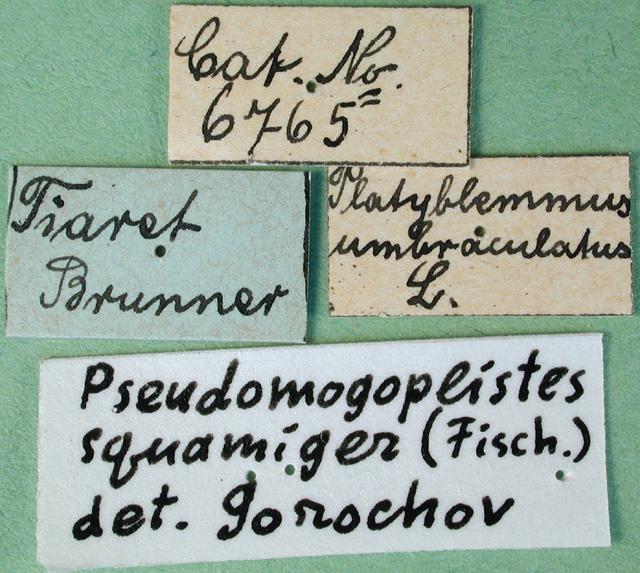 Cat. No.
6765=
Tiaret
Brunner
Platyblemmus
umbraculatus
L.
Pseudomogoplistes
squamiger (Fisch.)
det. Gorochov